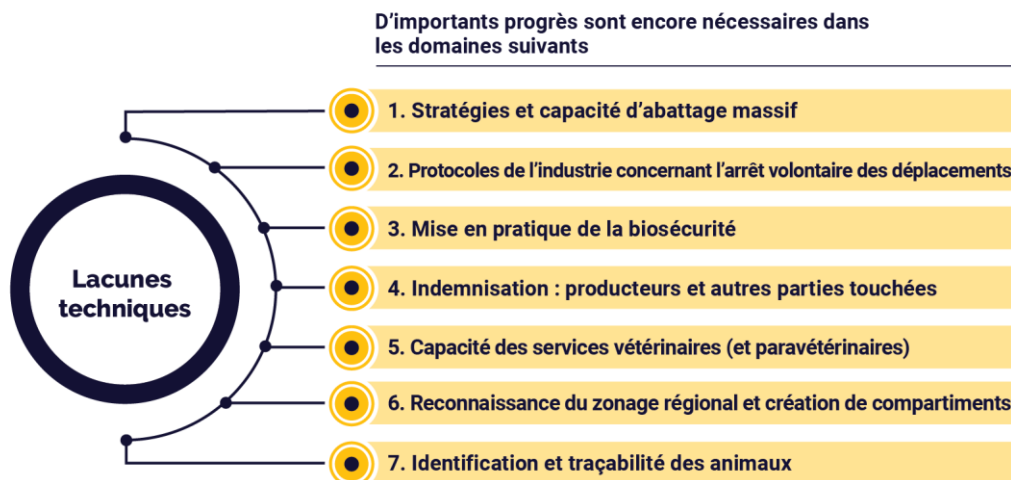 D’importants progrès sont encore nécessaires dans
les domaines suivants
Lacunes
techniques
1. Stratégies et capacité d’abattage massif
2. Protocoles de l’industrie concernant l’arrêt volontaire des déplacements
3. Mise en pratique de la biosécurité
4. Indemnisation : producteurs et autres parties touchées
5. Capacité des services vétérinaires (et paravétérinaires)
6. Reconnaissance du zonage régional et création de compartiments
7. Identification et traçabilité des animaux